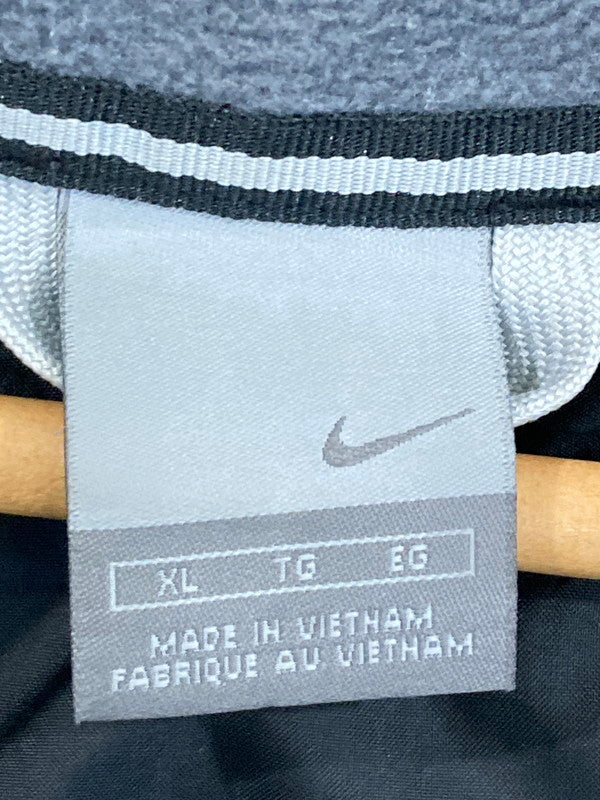 XL TG EG
MADE IN VIETNAM
FABRIQUE AU VIETNAM